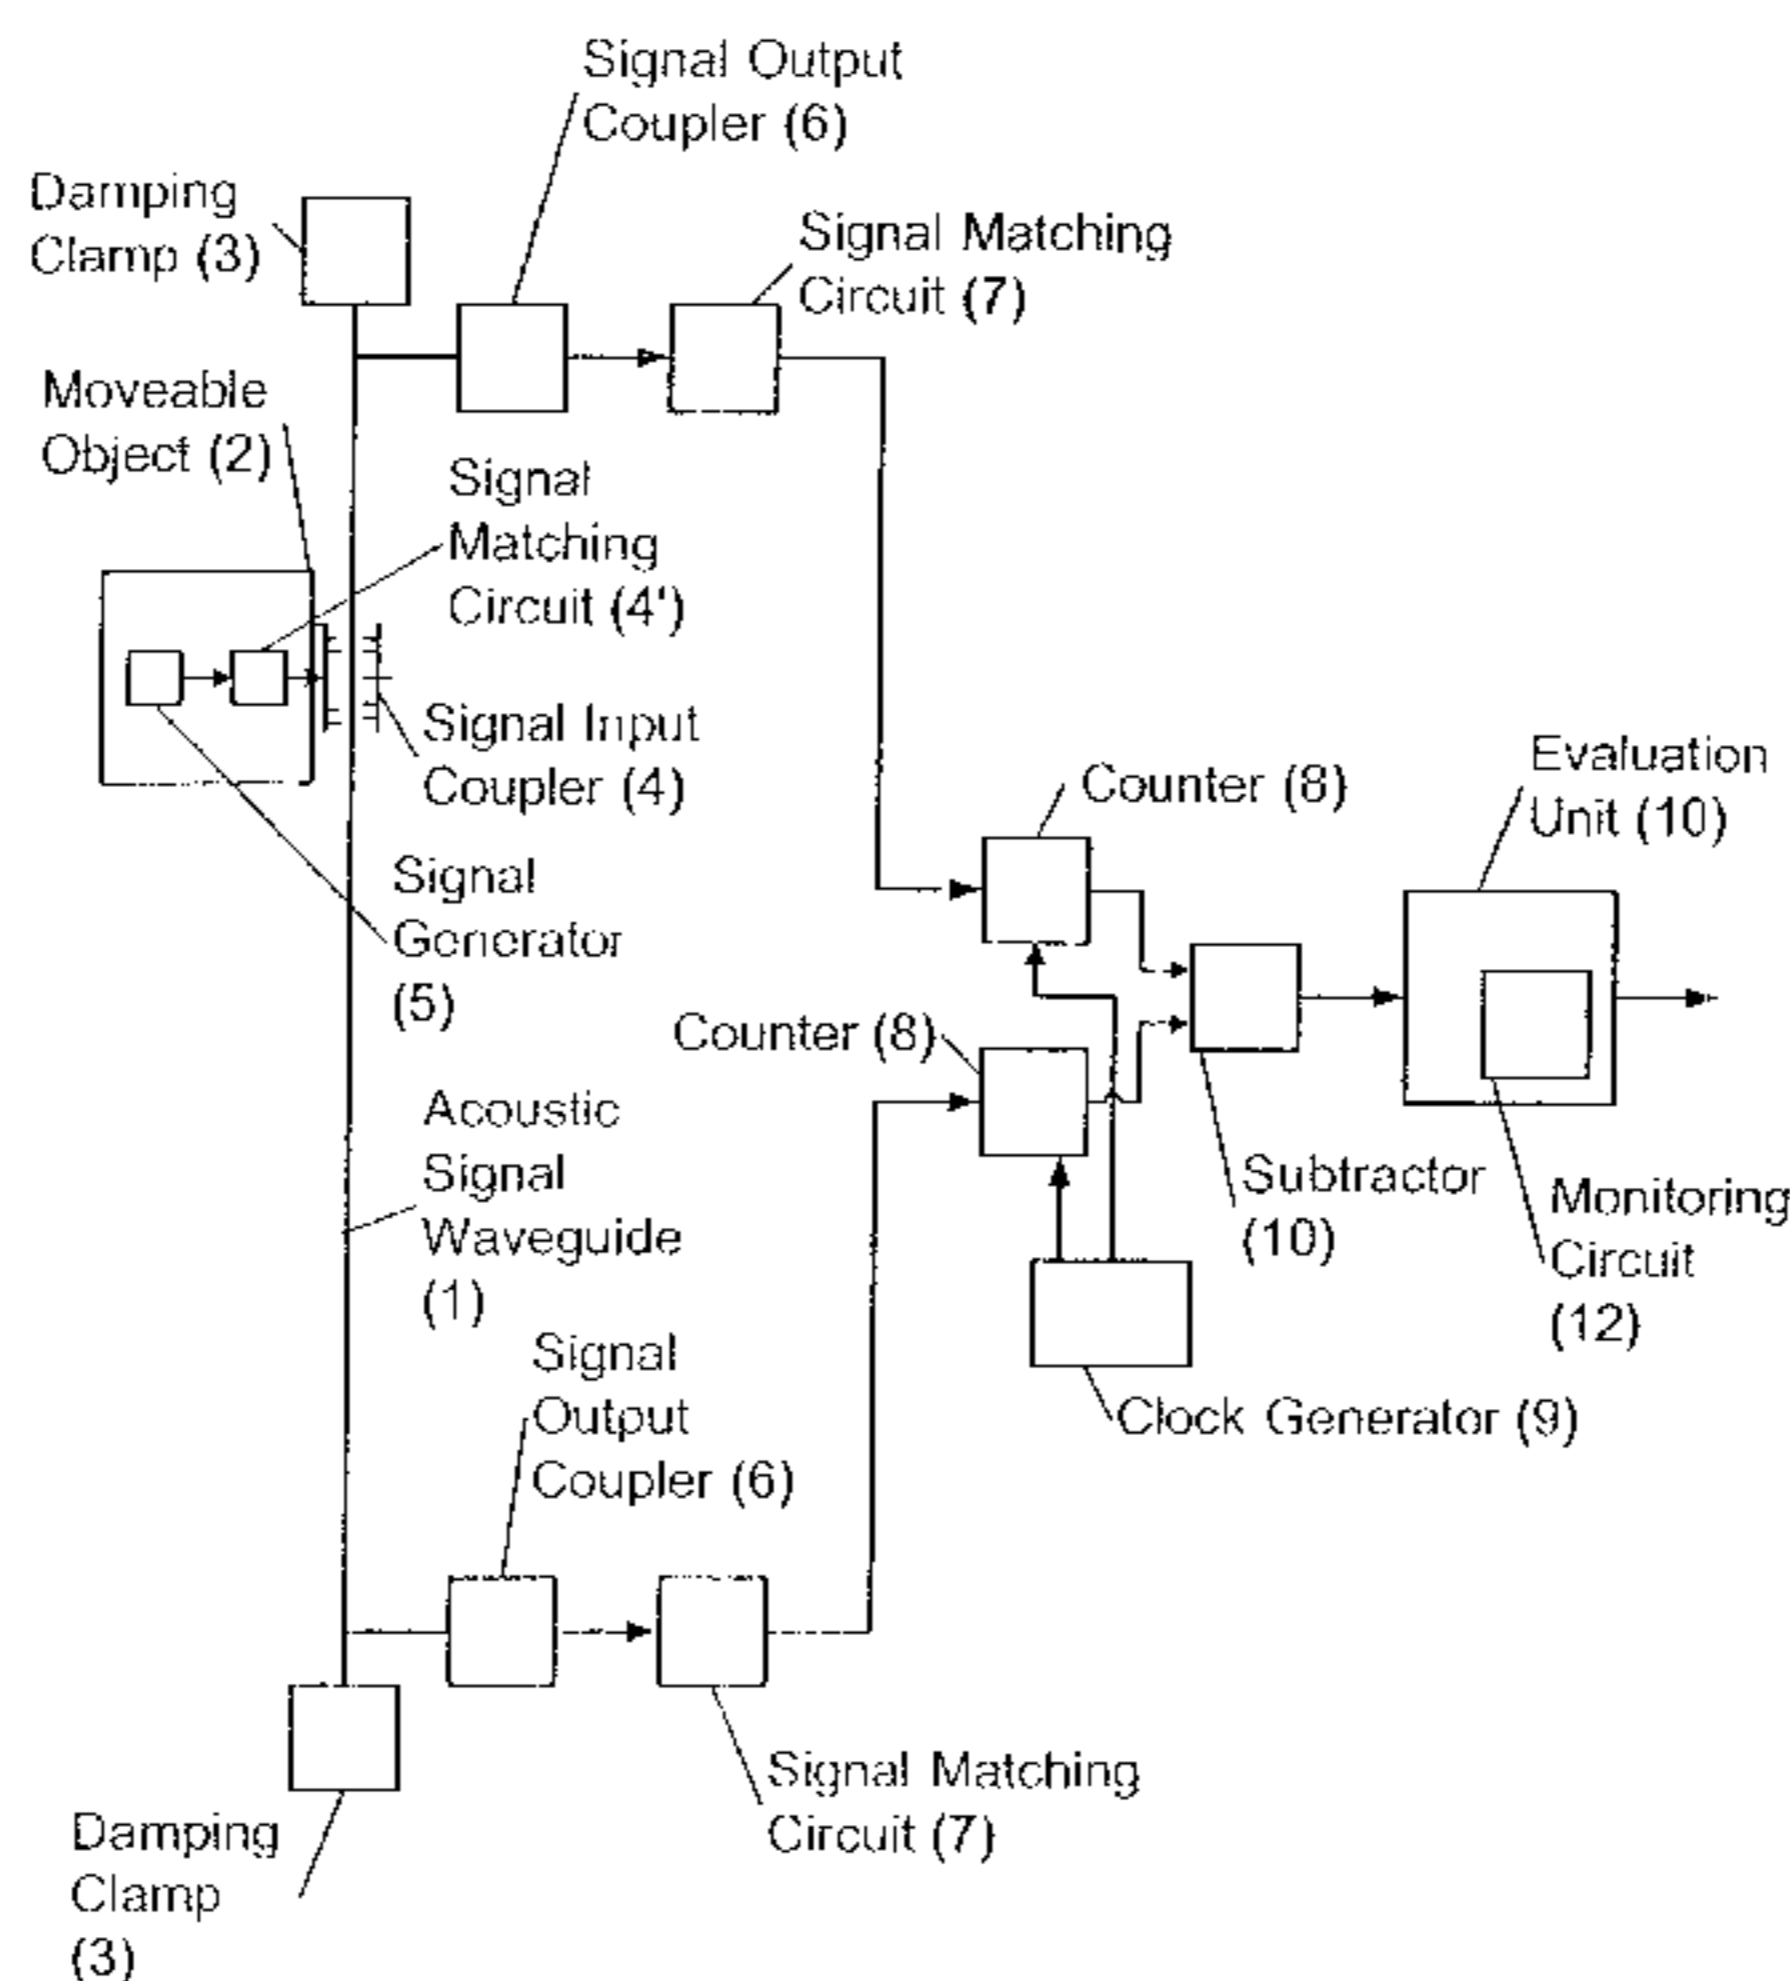 Signal Output
Coupler (6)
Damping
Clamp (3)
Signal Matching
Circuit (7)
Moveable
Object (2)
Signal
Matching
Circuit (4')
Signal Input
Coupler (4)
Signal
Generator
(5)
Counter (8)
Evaluation
Unit (10)
Counter (8)
Acoustic
Signal
Waveguide
(1)
Subtractor
(10)
Monitoring
Circuit
(12)
Clock Generator (9)
Signal
Output
Coupler (6)
Signal Matching
Circuit (7)
Damping
Clamp
(3)